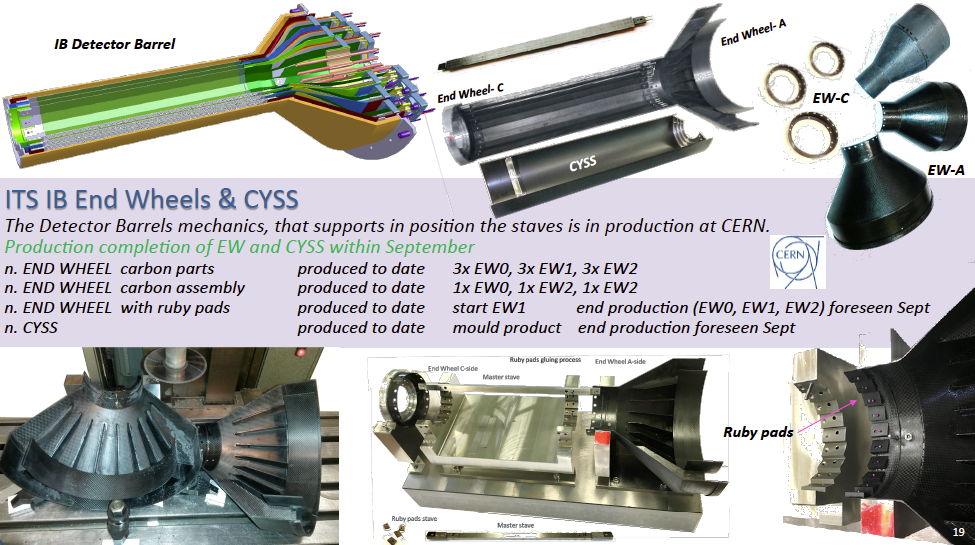 IB Detector Barrel
End Wheel- A
End Wheel- C
CYSS
EW-C
EW-A
ITS IB End Wheels & CYSS
The Detector Barrels mechanics, that supports in position the staves is in production at CERN.
Production completion of EW and CYSS within September
CERN
n. END WHEEL carbon parts produced to date 3x EW0, 3x EW1, 3x EW2
n. END WHEEL carbon assembly produced to date 1x EW0, 1x EW2, 1x EW2
n. END WHEEL with ruby pads produced to date start EW1 end production (EW0, EW1, EW2) foreseen Sept
n. CYSS produced to date mould product end production foreseen Sept
Ruby pads gluing process
End Wheel C-side
End Wheel A-side
Master stave
Ruby pads
Ruby pads stave
Master stave
19